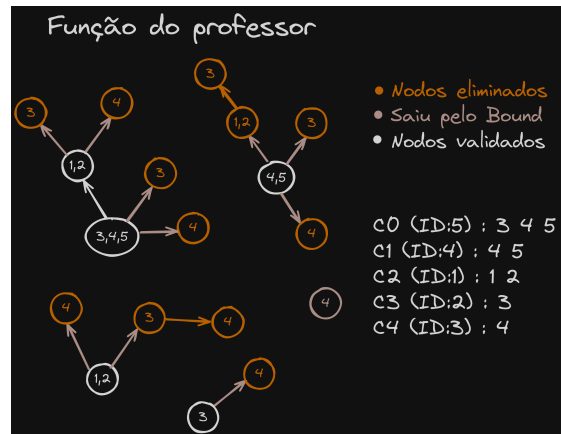 Função do professor
3
4
1,2
3
3,4,5
4
3
1,2
3
4,5
4
Nodos eliminados
Saiu pelo Bound
Nodos validados
C0 (ID:5) : 3 4 5
C1 (ID:4) : 4 5
C2 (ID:1) : 1 2
C3 (ID:2) : 3
C4 (ID:3) : 4
4
3
4
1,2
4
4
3